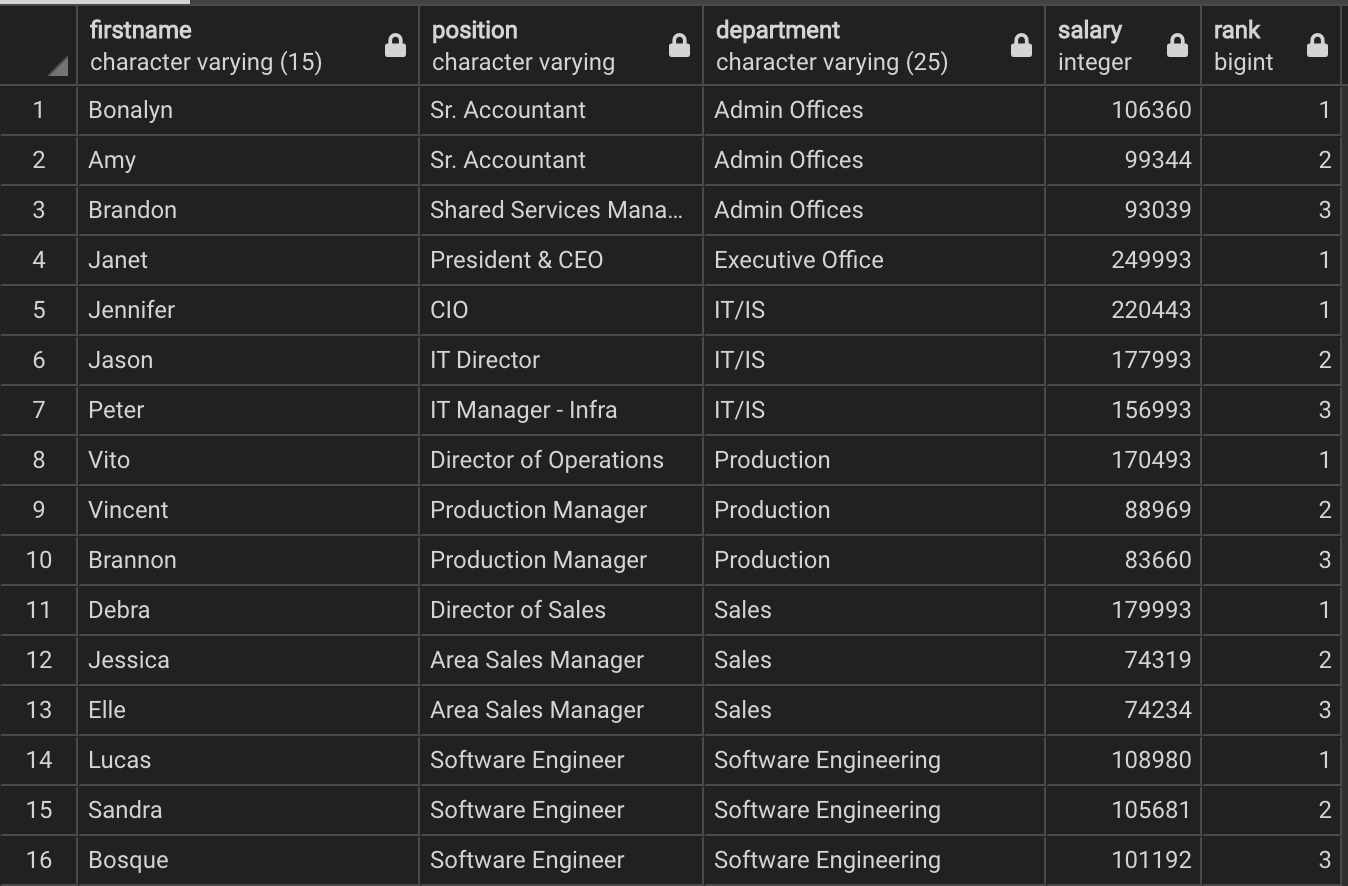 firstname position department salary rank
character varying (15) character varying character varying (25) integer bigint
1 Bonalyn Sr. Accountant Admin Offices 106360 1
2 Amy Sr. Accountant Admin Offices 99344 2
3 Brandon Shared Services Mana... Admin Offices 93039 3
4 Janet President & CEO Executive Office 249993 1
5 Jennifer CIO IT/IS 220443 1
6 Jason IT Director IT/IS 177993 2
7 Peter IT Manager - Infra IT/IS 156993 3
8 Vito Director of Operations Production 170493 1
9 Vincent Production Manager Production 88969 2
10 Brannon Production Manager Production 83660 3
11 Debra Director of Sales Sales 179993 1
12 Jessica Area Sales Manager Sales 74319 2
13 Elle Area Sales Manager Sales 74234 3
14 Lucas Software Engineer Software Engineering 108980 1
15 Sandra Software Engineer Software Engineering 105681 2
16 Bosque Software Engineer Software Engineering 101192 3